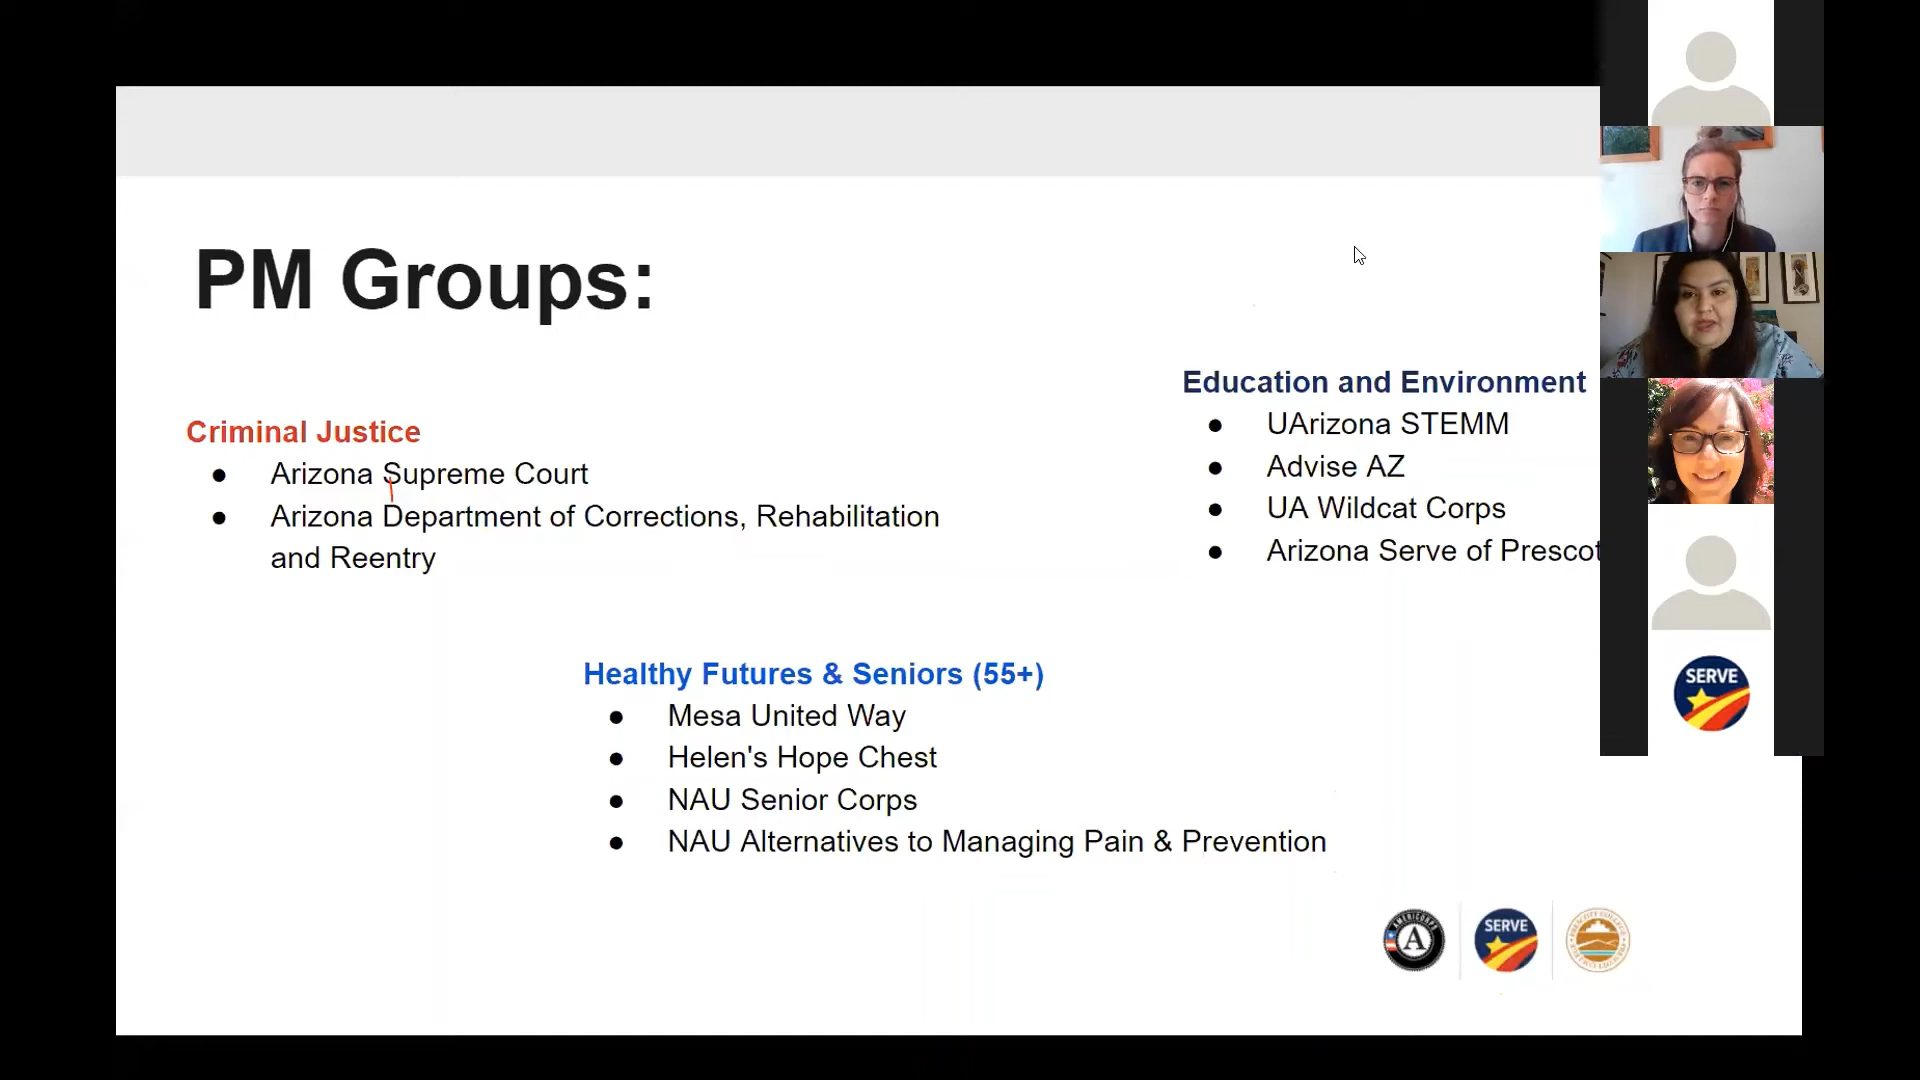 PM Groups:
Criminal Justice
● Arizona Supreme Court
● Arizona Department of Corrections, Rehabilitation
and Reentry
Education and Environment
● UArizona STEMM
● Advise AZ
● UA Wildcat Corps
● Arizona Serve of Prescot
Healthy Futures & Seniors (55+)
● Mesa United Way
● Helen's Hope Chest
● NAU Senior Corps
● NAU Alternatives to Managing Pain & Prevention
SERVE
AMERICORPS
A
SERVE